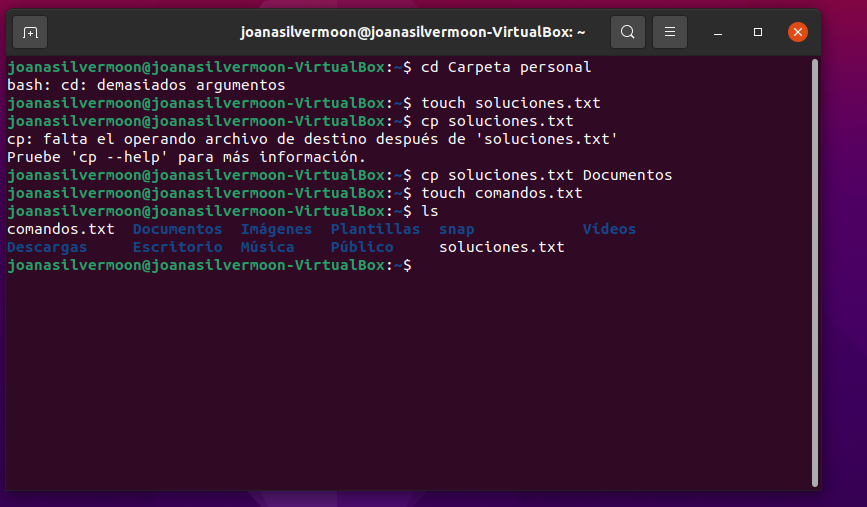 joanasilvermoon@joanasilvermoon-VirtualBox: ~
joanasilvermoon@joanasilvermoon-VirtualBox:~$ cd Carpeta personal
bash: cd: demasiados argumentos
joanasilvermoon@joanasilvermoon-VirtualBox:~$ touch soluciones.txt
joanasilvermoon@joanasilvermoon-VirtualBox:~$ cp soluciones.txt
cp: falta el operando archivo de destino después de 'soluciones.txt'
Pruebe 'cp --help' para más información.
joanasilvermoon@joanasilvermoon-VirtualBox:~$ cp soluciones.txt Documentos
joanasilvermoon@joanasilvermoon-VirtualBox:~$ touch comandos.txt
joanasilvermoon@joanasilvermoon-VirtualBox:~$ ls
comandos.txt  Documentos  Imágenes  Plantillas  snap            Vídeos
Descargas     Escritorio  Música    Público     soluciones.txt
joanasilvermoon@joanasilvermoon-VirtualBox:~$